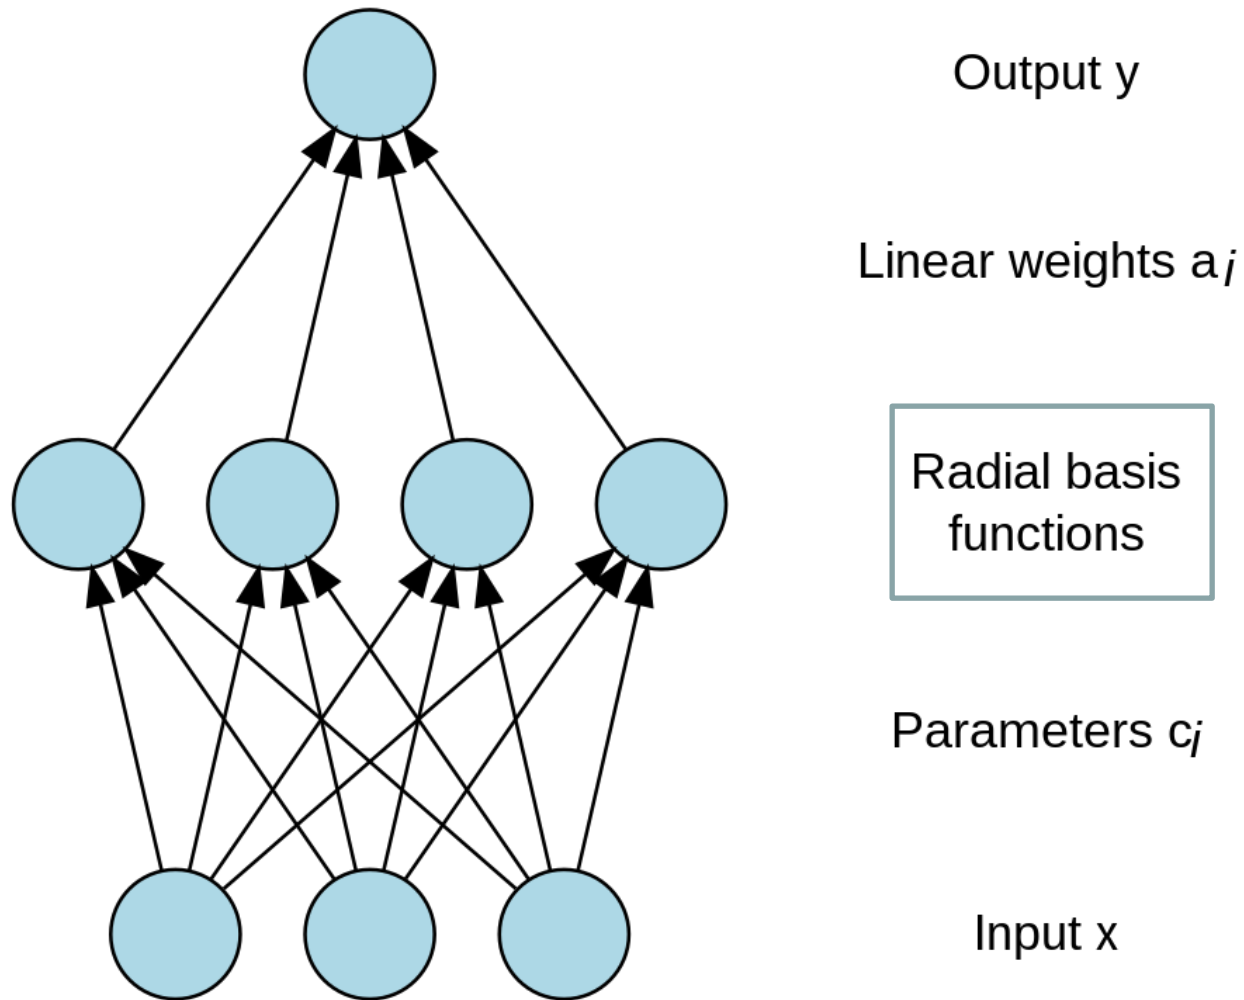 Output y
Linear weights a i
Radial basis
functions
Parameters ci
Input x